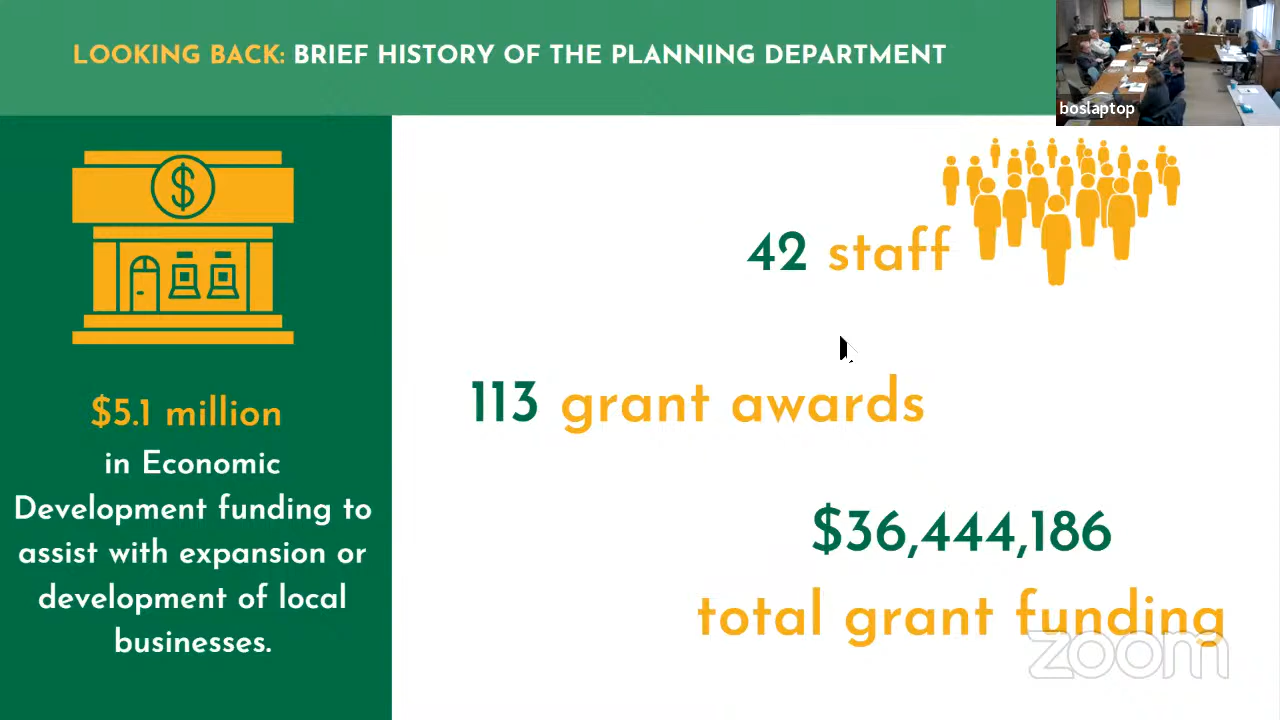 LOOKING BACK: BRIEF HISTORY OF THE PLANNING DEPARTMENT
boslaptop
$
$5.1 million
in Economic
Development funding to
assist with expansion or
development of local
businesses.
42 staff
113 grant awards
$36,444,186
total grant funding
zoom